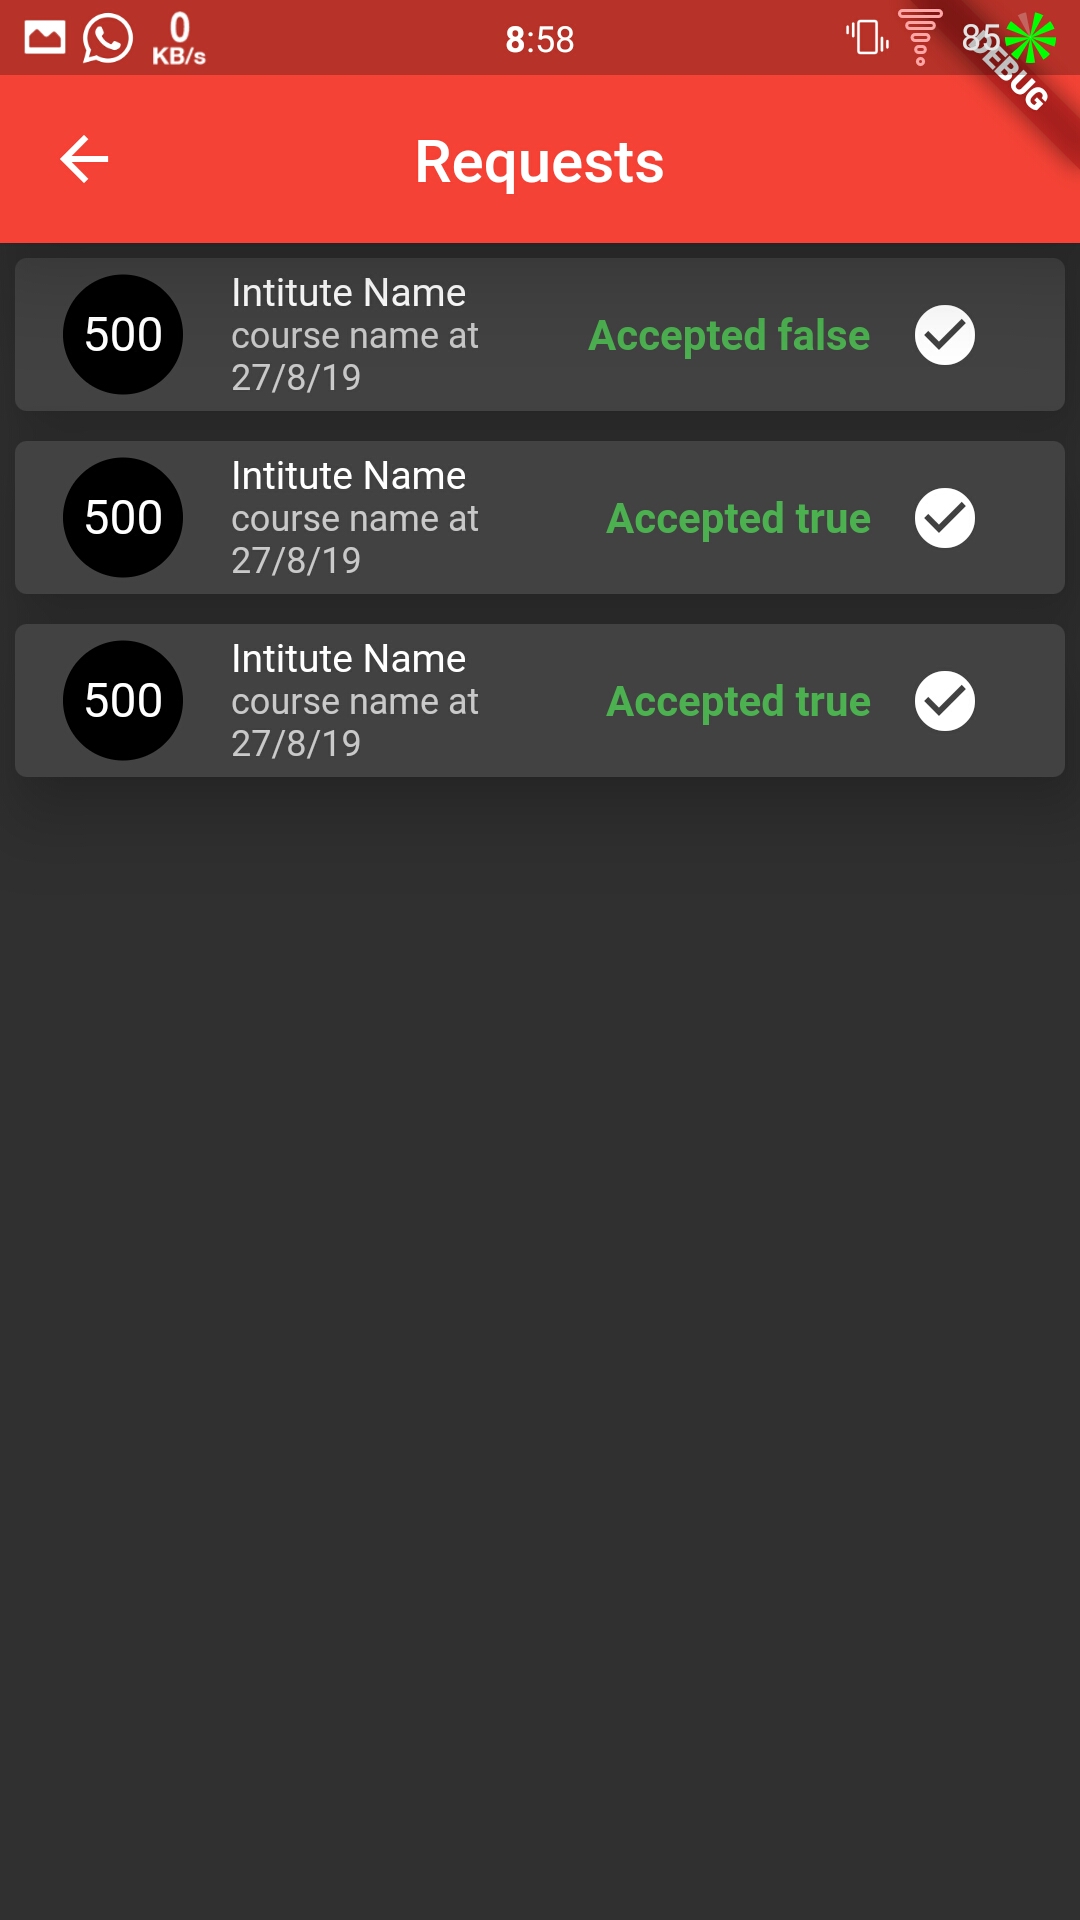 0
KB/s
8:58
85
DEBUG
Requests
500
Intitute Name
course name at
27/8/19
Accepted false
500
Intitute Name
course name at
27/8/19
Accepted true
500
Intitute Name
course name at
27/8/19
Accepted true